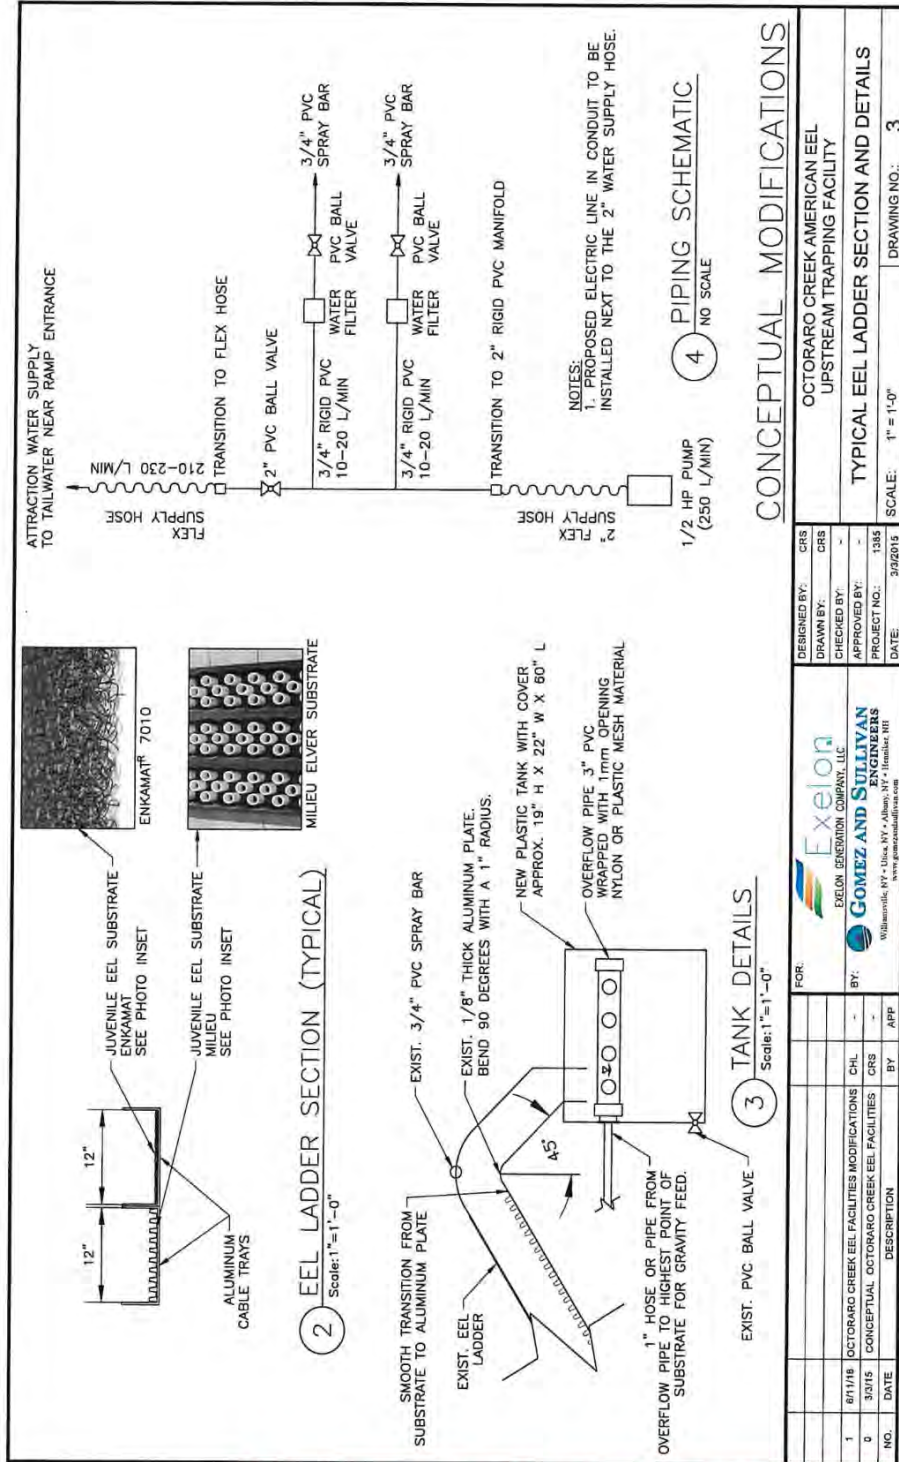 12"
12"
ALUMINUM
CABLE TRAYS
JUVENILE EEL SUBSTRATE
ENKAMAT
SEE PHOTO INSET
JUVENILE EEL SUBSTRATE
MILIEU
SEE PHOTO INSET
ENKAMAT® 7010
MILIEU ELVER SUBSTRATE
2
EEL LADDER SECTION (TYPICAL)
Scale:1"=1'-0"
SMOOTH TRANSITION FROM
SUBSTRATE TO ALUMINUM PLATE
EXIST. EEL
LADDER
EXIST. 3/4" PVC SPRAY BAR
EXIST. 1/8" THICK ALUMINUM PLATE.
BEND 90 DEGREES WITH A 1" RADIUS.
45°
NEW PLASTIC TANK WITH COVER
APPROX. 19" H X 22" W X 60" L
OVERFLOW PIPE 3" PVC
WRAPPED WITH 1mm OPENING
NYLON OR PLASTIC MESH MATERIAL
1" HOSE OR PIPE FROM
OVERFLOW PIPE TO HIGHEST POINT OF
SUBSTRATE FOR GRAVITY FEED.
EXIST. PVC BALL VALVE
3
TANK DETAILS
Scale:1"=1'-0"
ATTRACTION WATER SUPPLY
TO TAILWATER NEAR RAMP ENTRANCE
FLEX
SUPPLY HOSE
210-230 L/MIN
TRANSITION TO FLEX HOSE
2" PVC BALL VALVE
3/4" RIGID PVC
10-20 L/MIN
WATER
FILTER
PVC BALL
VALVE
3/4" PVC
SPRAY BAR
3/4" RIGID PVC
10-20 L/MIN
WATER
FILTER
PVC BALL
VALVE
3/4" PVC
SPRAY BAR
TRANSITION TO 2" RIGID PVC MANIFOLD
2" FLEX
SUPPLY HOSE
1/2 HP PUMP
(250 L/MIN)
NOTES:
1. PROPOSED ELECTRIC LINE IN CONDUIT TO BE
INSTALLED NEXT TO THE 2" WATER SUPPLY HOSE.
4
PIPING SCHEMATIC
NO SCALE
CONCEPTUAL MODIFICATIONS
1 6/11/16 OCTORARO CREEK EEL FACILITIES MODIFICATIONS CHL -
0 3/3/15 CONCEPTUAL OCTORARO CREEK EEL FACILITIES CRS -
NO. DATE DESCRIPTION BY APP
FOR:
Exelon
EXELON GENERATION COMPANY, LLC
BY:
GOMEZ AND SULLIVAN
ENGINEERS
Williamsville, NY • Utica, NY • Albany, NY • Henniker, NH
www.gomezandsullivan.com
DESIGNED BY: CRS
DRAWN BY: CRS
CHECKED BY: -
APPROVED BY: -
PROJECT NO.: 1385
DATE: 3/3/2015
OCTORARO CREEK AMERICAN EEL
UPSTREAM TRAPPING FACILITY
TYPICAL EEL LADDER SECTION AND DETAILS
SCALE: 1" = 1'-0"
DRAWING NO.: 3